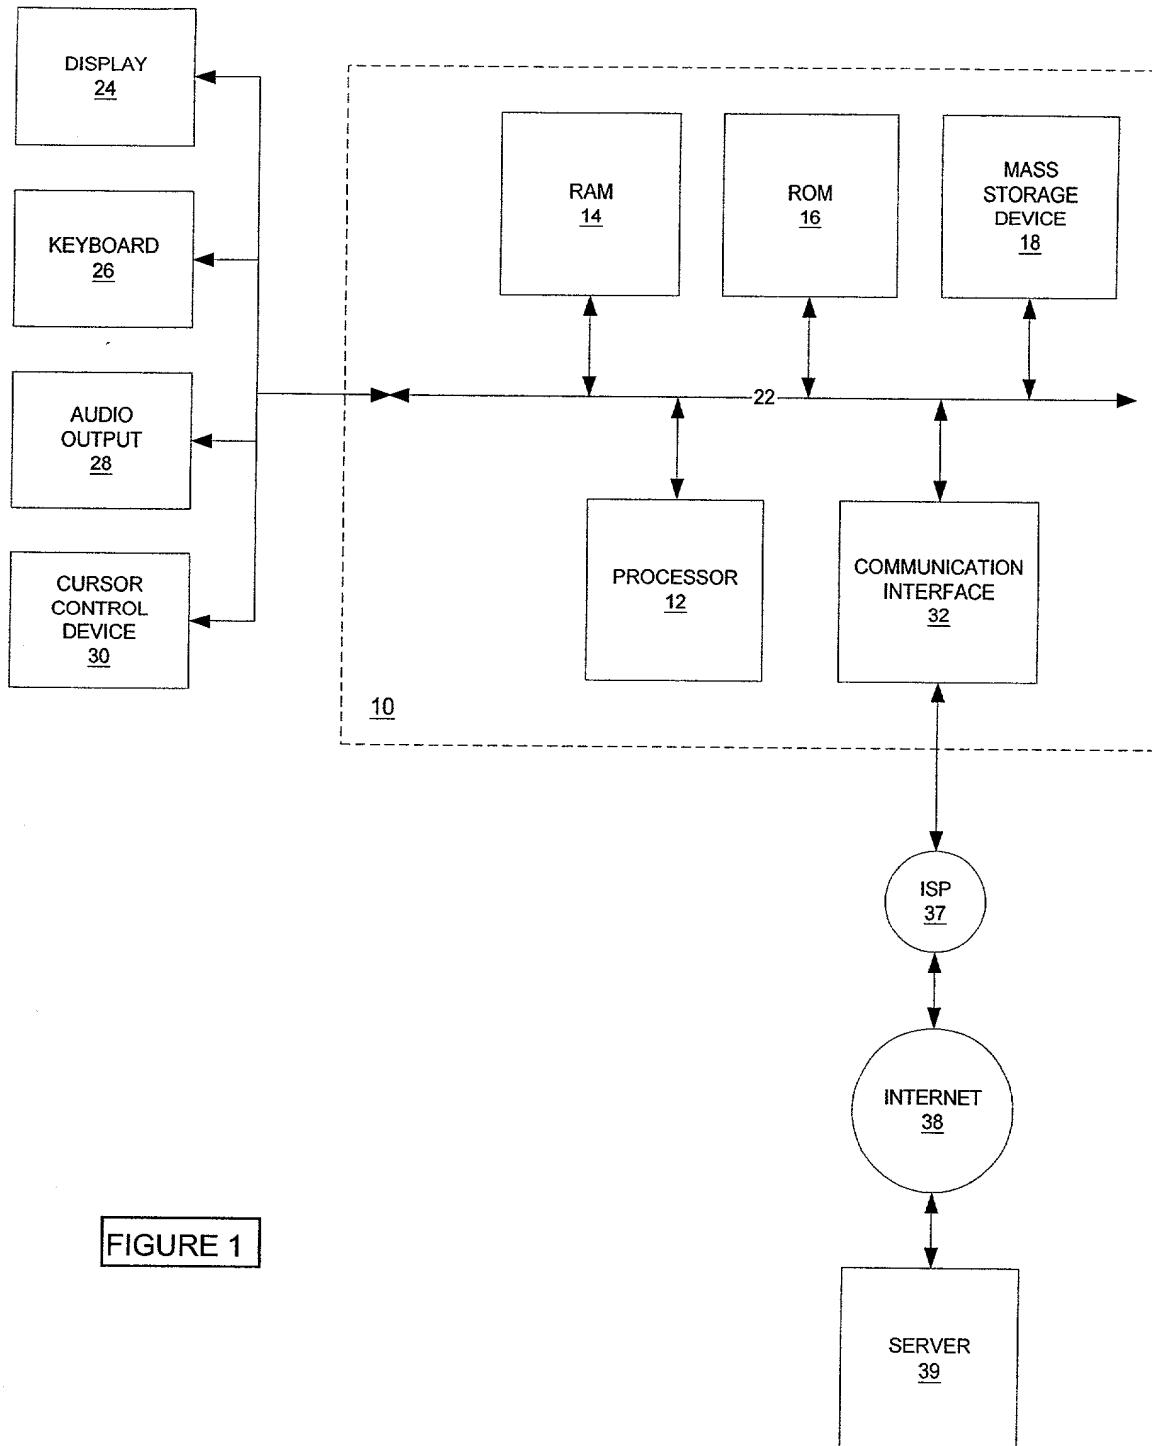 DISPLAY
24
KEYBOARD
26
AUDIO
OUTPUT
28
CURSOR
CONTROL
DEVICE
30
RAM
14
ROM
16
MASS
STORAGE
DEVICE
18
22
PROCESSOR
12
COMMUNICATION
INTERFACE
32
10
ISP
37
INTERNET
38
SERVER
39
FIGURE 1